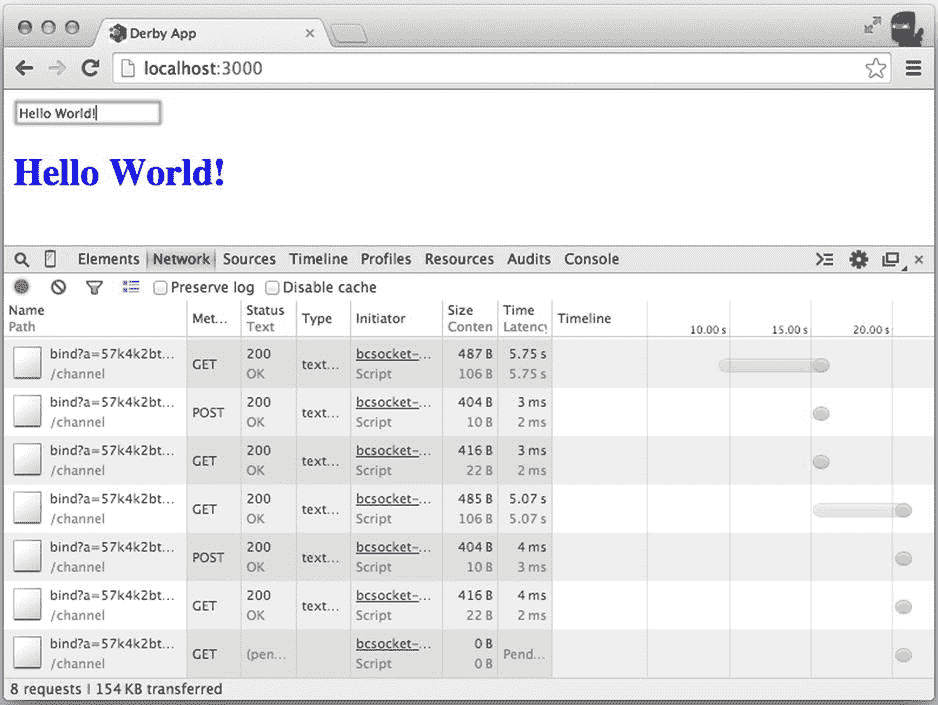 Derby App
localhost:3000
Hello World!
Hello World!
Elements Network Sources Timeline Profiles Resources Audits Console
Preserve log Disable cache
Name Met... Status Type Initiator Size Time Timeline
Path Text Conten Latency 10.00 s 15.00 s 20.00 s
bind?a=57k4k2bt... GET 200 text... bcsocket-... 487 B 5.75 s
/channel OK Script 106 B 5.75 s
bind?a=57k4k2bt... POST 200 text... bcsocket-... 404 B 3 ms
/channel OK Script 10 B 2 ms
bind?a=57k4k2bt... GET 200 text... bcsocket-... 416 B 3 ms
/channel OK Script 22 B 2 ms
bind?a=57k4k2bt... GET 200 text... bcsocket-... 485 B 5.07 s
/channel OK Script 106 B 5.07 s
bind?a=57k4k2bt... POST 200 text... bcsocket-... 404 B 4 ms
/channel OK Script 10 B 3 ms
bind?a=57k4k2bt... GET 200 text... bcsocket-... 416 B 4 ms
/channel OK Script 22 B 2 ms
bind?a=57k4k2bt... GET (pen... bcsocket-... 0 B Pend...
/channel Script 0 B
8 requests | 154 KB transferred